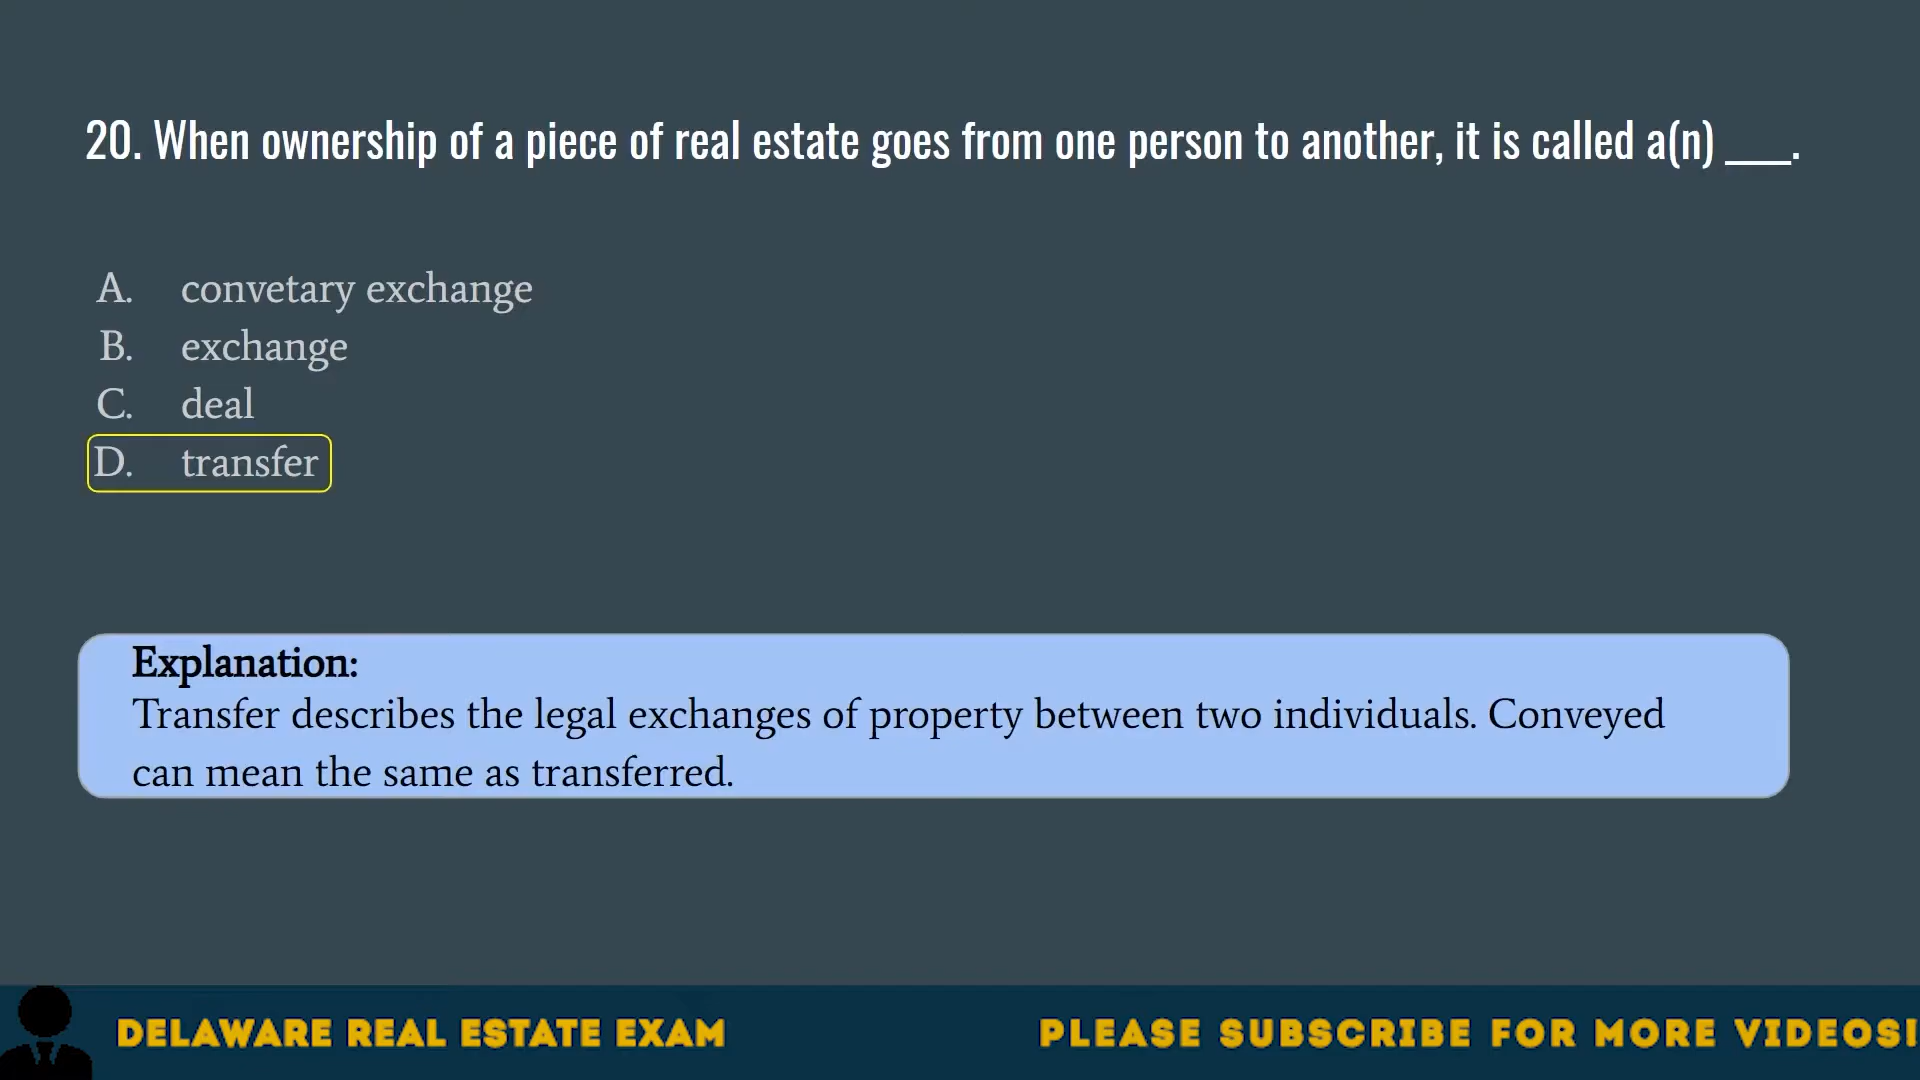 20. When ownership of a piece of real estate goes from one person to another, it is called a(n) ____.
A. convetary exchange
B. exchange
C. deal
D. transfer
Explanation:
Transfer describes the legal exchanges of property between two individuals. Conveyed
can mean the same as transferred.
DELAWARE REAL ESTATE EXAM PLEASE SUBSCRIBE FOR MORE VIDEOS!